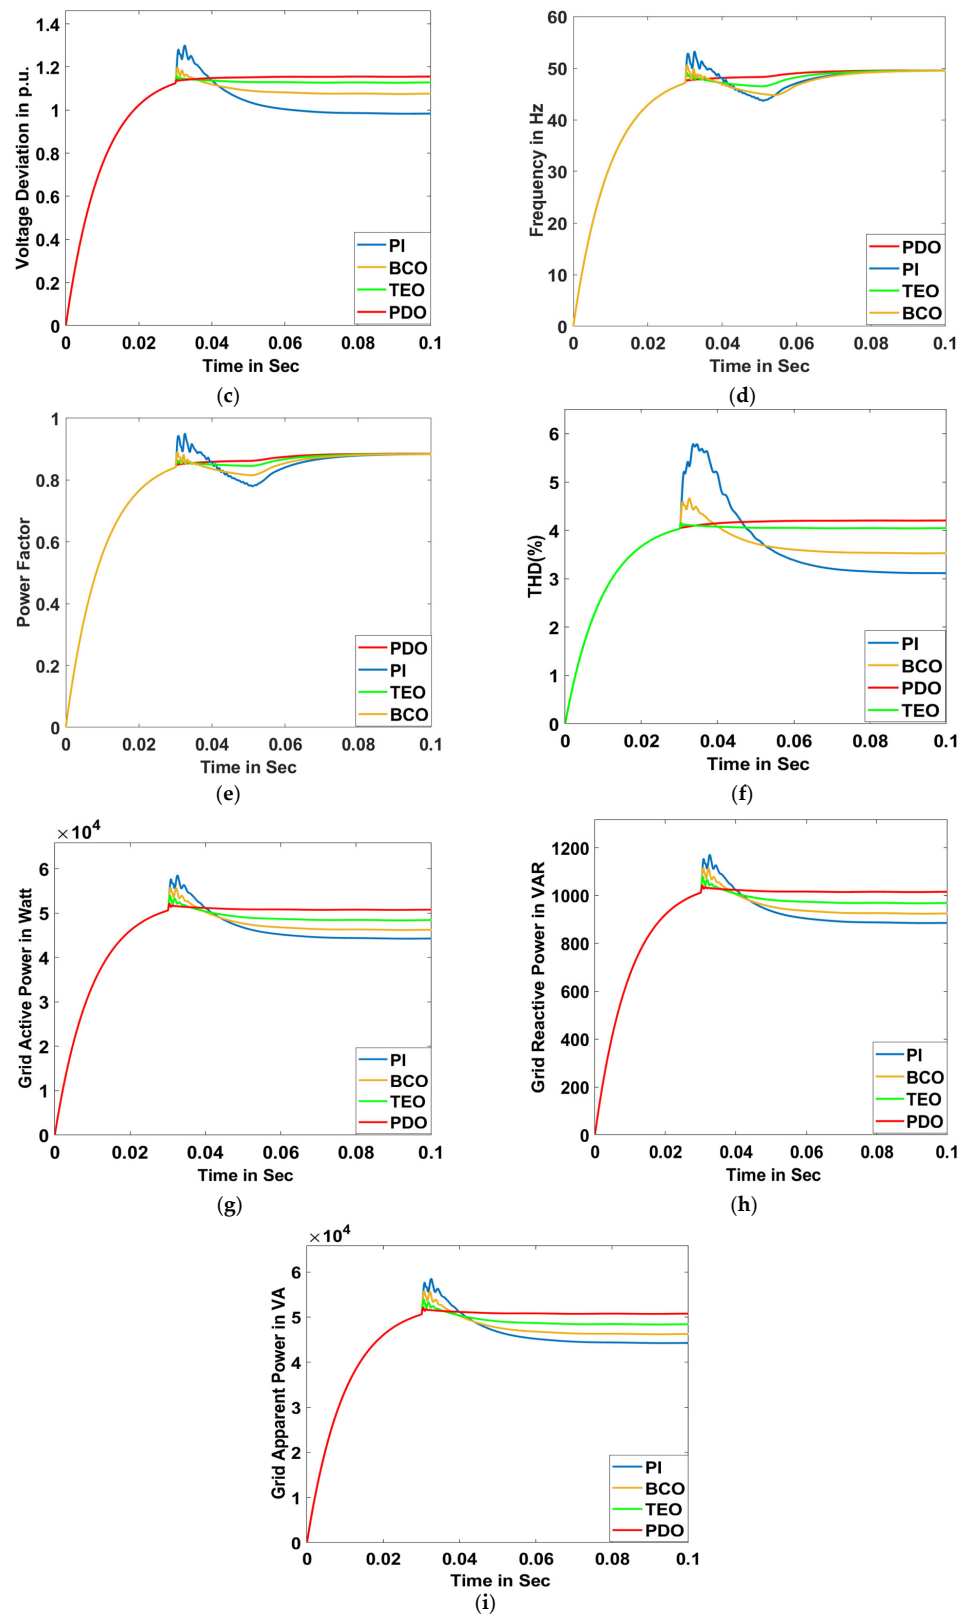 1.4
1.2
1
0.8
0.6
0.4
0.2
0
Voltage Deviation in p.u.
PI
BCO
TEO
PDO
0 0.02 0.04 0.06 0.08 0.1
Time in Sec
(c)
60
50
40
30
20
10
0
Frequency in Hz
PDO
PI
TEO
BCO
0 0.02 0.04 0.06 0.08 0.1
Time in Sec
(d)
1
0.8
0.6
0.4
0.2
0
Power Factor
PDO
PI
TEO
BCO
0 0.02 0.04 0.06 0.08 0.1
Time in Sec
(e)
6
5
4
3
2
1
0
THD(%)
PI
BCO
PDO
TEO
0 0.02 0.04 0.06 0.08 0.1
Time in Sec
(f)
×10⁴
6
5
4
3
2
1
0
Grid Active Power in Watt
PI
BCO
TEO
PDO
0 0.02 0.04 0.06 0.08 0.1
Time in Sec
(g)
1200
1000
800
600
400
200
0
Grid Reactive Power in VAR
PI
BCO
TEO
PDO
0 0.02 0.04 0.06 0.08 0.1
Time in Sec
(h)
×10⁴
6
5
4
3
2
1
0
Grid Apparent Power in VA
PI
BCO
TEO
PDO
0 0.02 0.04 0.06 0.08 0.1
Time in Sec
(i)